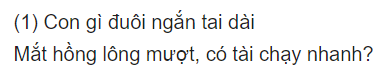 (1) Con gì đuôi ngắn tai dài
Mắt hồng lông mượt, có tài chạy nhanh?